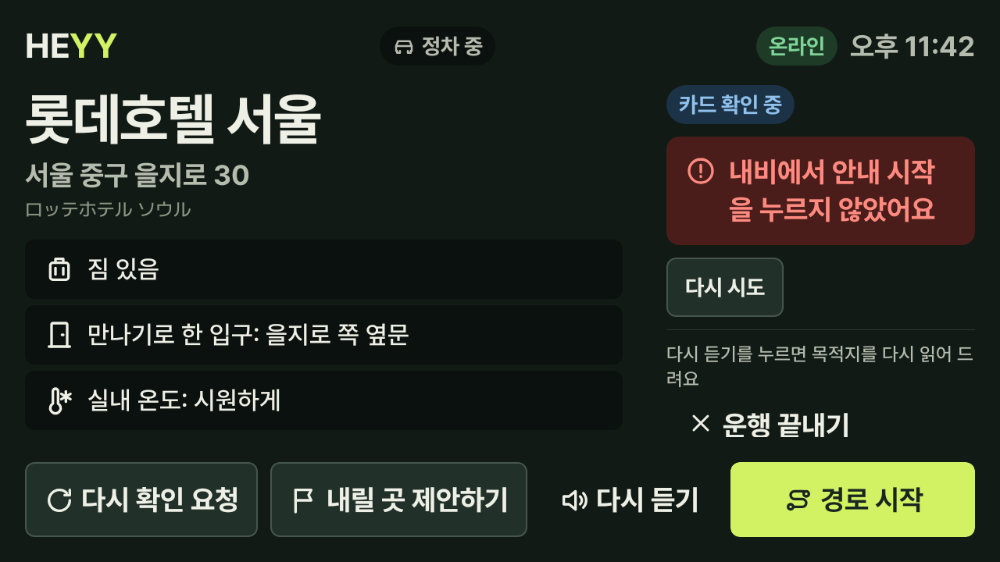 HEYY
정차 중
온라인
오후 11:42
롯데호텔 서울
서울 중구 을지로 30
ロッテホテル ソウル
짐 있음
만나기로 한 입구: 을지로 쪽 옆문
실내 온도: 시원하게
카드 확인 중
내비에서 안내 시작
을 누르지 않았어요
다시 시도
다시 듣기를 누르면 목적지를 다시 읽어 드
려요
운행 끝내기
다시 확인 요청
내릴 곳 제안하기
다시 듣기
경로 시작